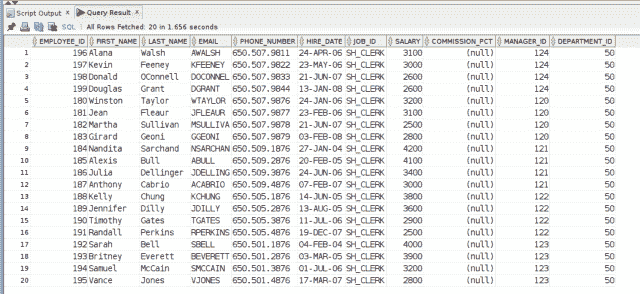 Script Output × Query Result ×
SQL | All Rows Fetched: 20 in 1.656 seconds
EMPLOYEE_ID FIRST_NAME LAST_NAME EMAIL PHONE_NUMBER HIRE_DATE JOB_ID SALARY COMMISSION_PCT MANAGER_ID DEPARTMENT_ID
1 196 Alana Walsh AWALSH 650.507.9811 24-APR-06 SH_CLERK 3100 (null) 124 50
2 197 Kevin Feeney KFEENEY 650.507.9822 23-MAY-06 SH_CLERK 3000 (null) 124 50
3 198 Donald OConnell DOCONNEL 650.507.9833 21-JUN-07 SH_CLERK 2600 (null) 124 50
4 199 Douglas Grant DGRANT 650.507.9844 13-JAN-08 SH_CLERK 2600 (null) 124 50
5 180 Winston Taylor WTAYLOR 650.507.9876 24-JAN-06 SH_CLERK 3200 (null) 120 50
6 181 Jean Fleaur JFLEAUR 650.507.9877 23-FEB-06 SH_CLERK 3100 (null) 120 50
7 182 Martha Sullivan MSULLIVA 650.507.9878 21-JUN-07 SH_CLERK 2500 (null) 120 50
8 183 Girard Geoni GGEONI 650.507.9879 03-FEB-08 SH_CLERK 2800 (null) 120 50
9 184 Nandita Sarchand NSARCHAN 650.509.1876 27-JAN-04 SH_CLERK 4200 (null) 121 50
10 185 Alexis Bull ABULL 650.509.2876 20-FEB-05 SH_CLERK 4100 (null) 121 50
11 186 Julia Dellinger JDELLING 650.509.3876 24-JUN-06 SH_CLERK 3400 (null) 121 50
12 187 Anthony Cabrio ACABRIO 650.509.4876 07-FEB-07 SH_CLERK 3000 (null) 121 50
13 188 Kelly Chung KCHUNG 650.505.1876 14-JUN-05 SH_CLERK 3800 (null) 122 50
14 189 Jennifer Dilly JDILLY 650.505.2876 13-AUG-05 SH_CLERK 3600 (null) 122 50
15 190 Timothy Gates TGATES 650.505.3876 11-JUL-06 SH_CLERK 2900 (null) 122 50
16 191 Randall Perkins RPERKINS 650.505.4876 19-DEC-07 SH_CLERK 2500 (null) 122 50
17 192 Sarah Bell SBELL 650.501.1876 04-FEB-04 SH_CLERK 4000 (null) 123 50
18 193 Britney Everett BEVERETT 650.501.2876 03-MAR-05 SH_CLERK 3900 (null) 123 50
19 194 Samuel McCain SMCCAIN 650.501.3876 01-JUL-06 SH_CLERK 3200 (null) 123 50
20 195 Vance Jones VJONES 650.501.4876 17-MAR-07 SH_CLERK 2800 (null) 123 50